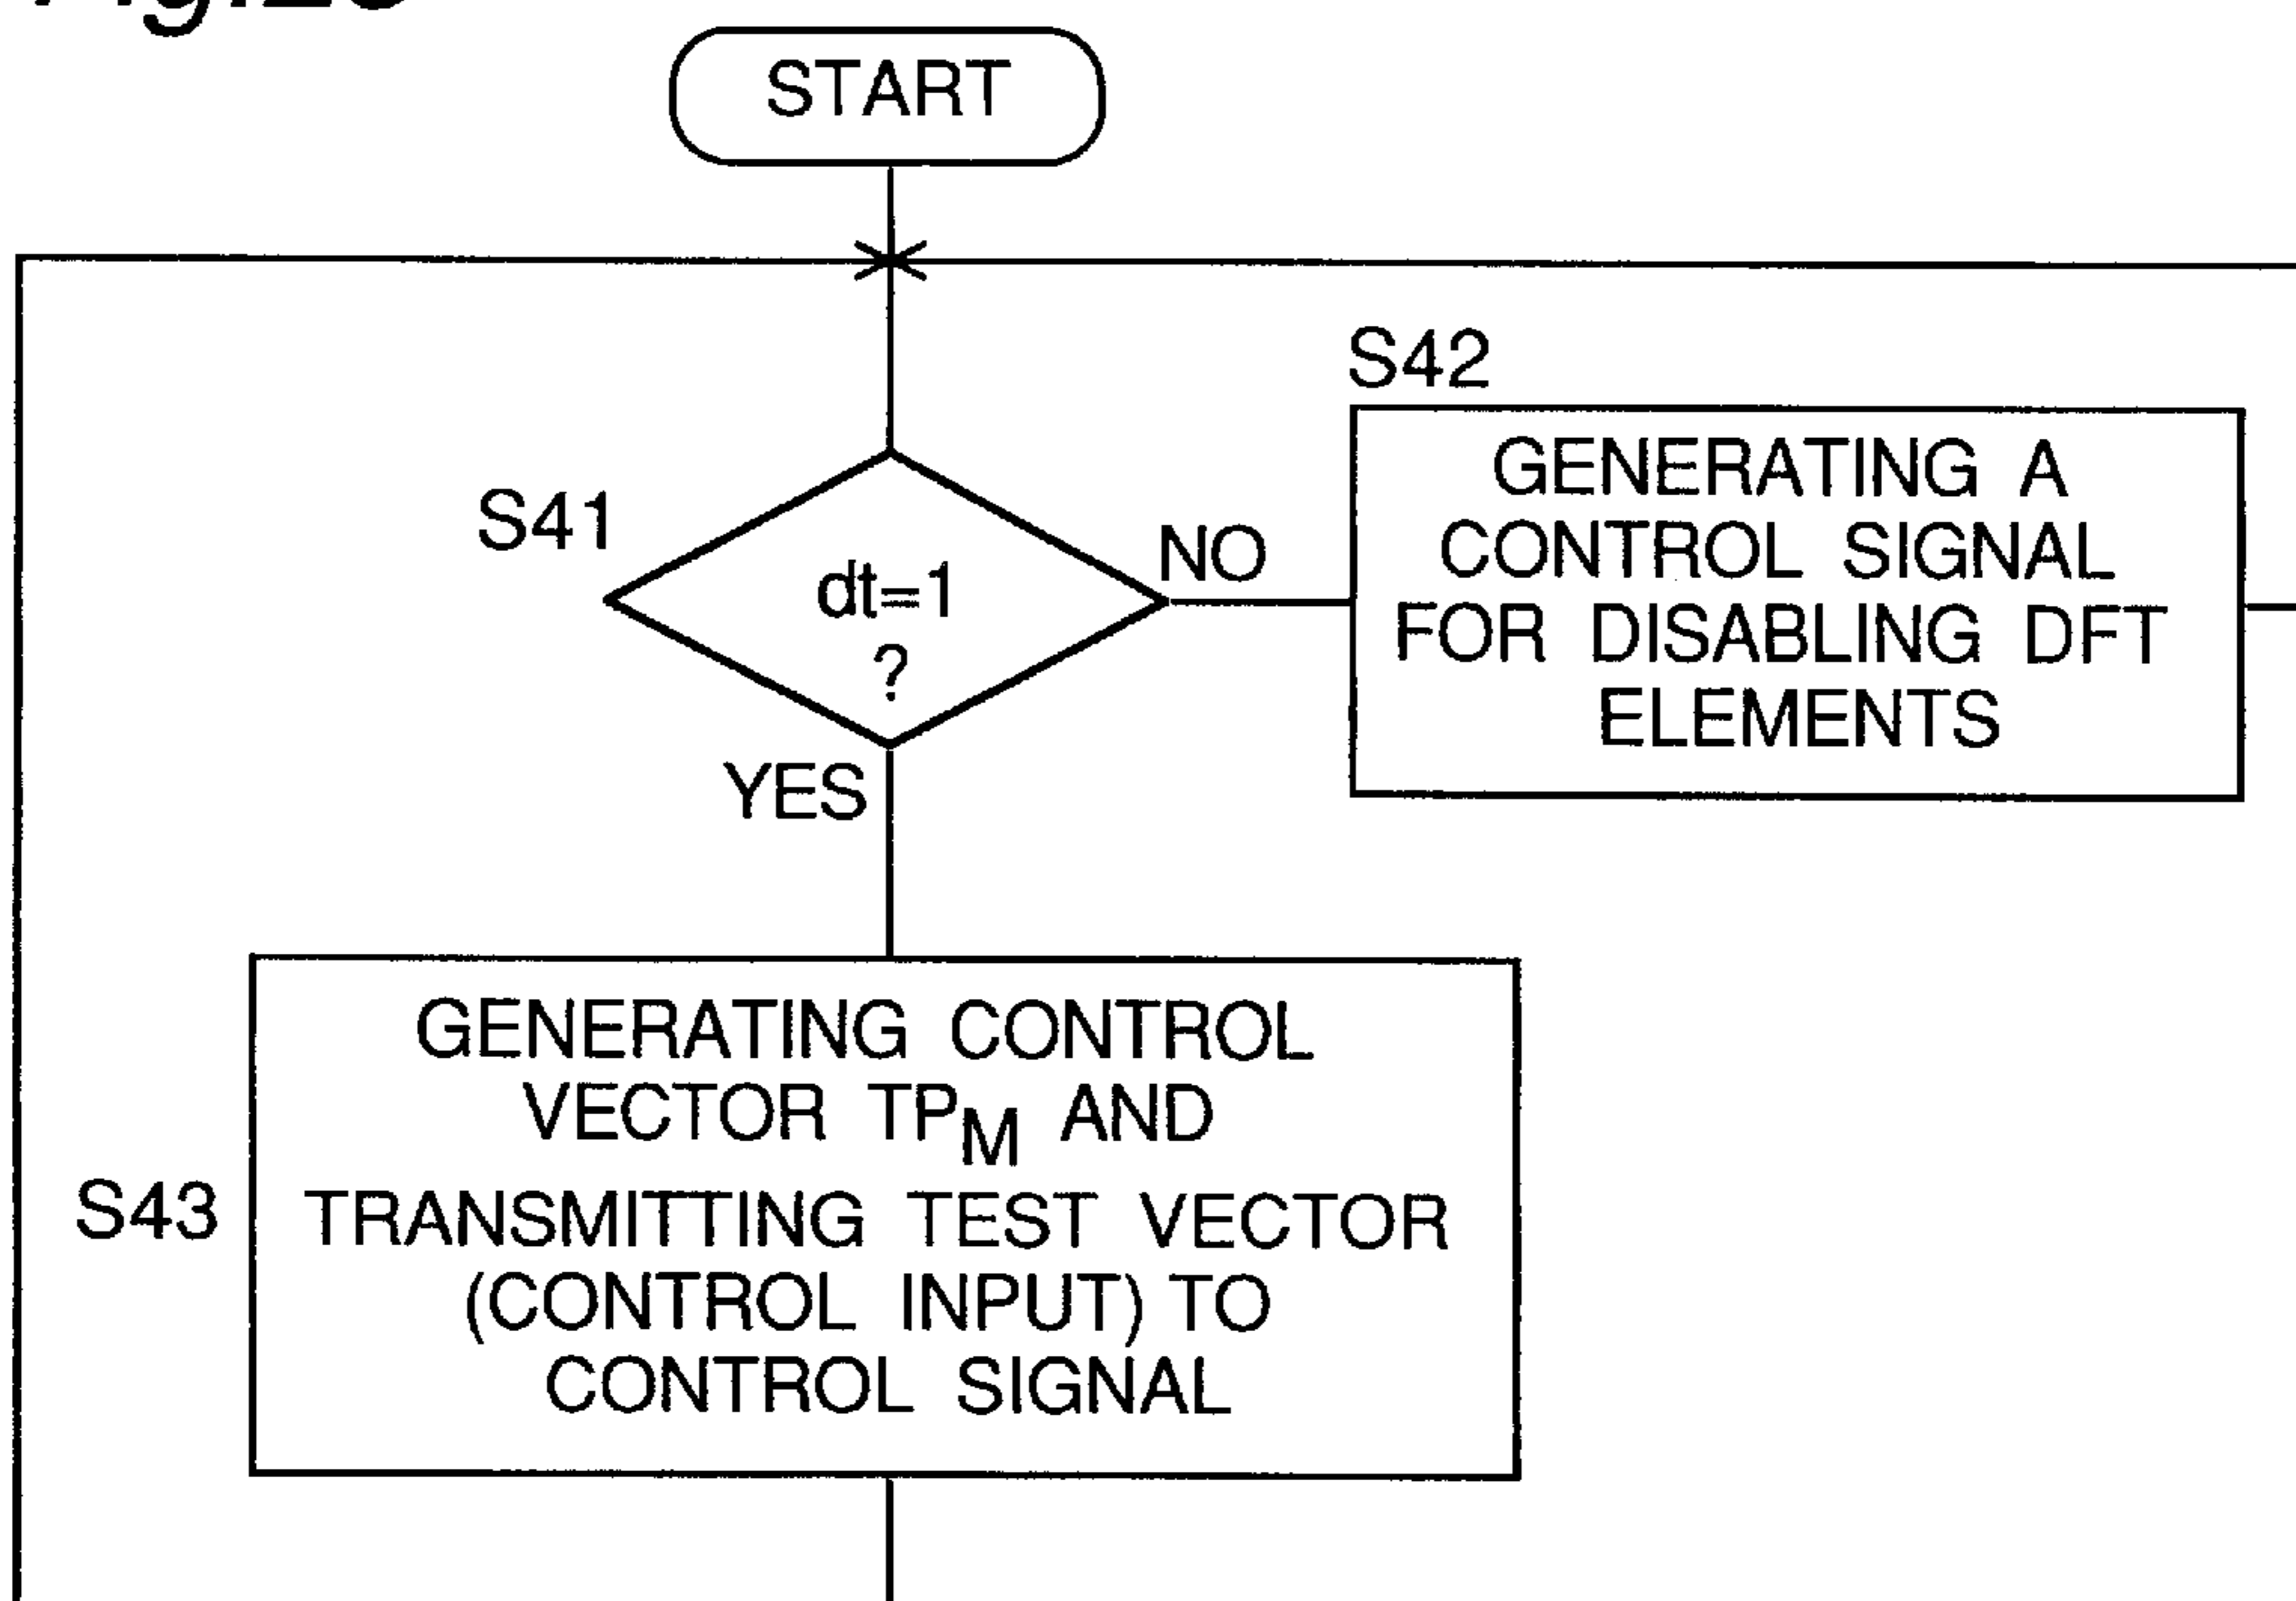 START
S42
GENERATING A
CONTROL SIGNAL
FOR DISABLING DFT
ELEMENTS
S41
dt=1
?
NO
YES
S43
GENERATING CONTROL
VECTOR TPM AND
TRANSMITTING TEST VECTOR
(CONTROL INPUT) TO
CONTROL SIGNAL